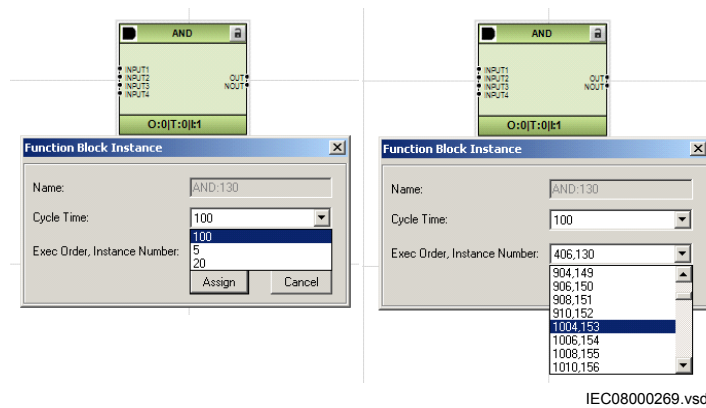 AND
INPUT1
INPUT2
INPUT3
INPUT4
OUT
NOUT
O:0|T:0|I:1
Function Block Instance
Name:
AND:130
Cycle Time:
100
100
5
20
Exec Order, Instance Number:
Assign
Cancel
AND
INPUT1
INPUT2
INPUT3
INPUT4
OUT
NOUT
O:0|T:0|I:1
Function Block Instance
Name:
AND:130
Cycle Time:
100
Exec Order, Instance Number:
406,130
904,149
906,150
908,151
910,152
1004,153
1006,154
1008,155
1010,156
IEC08000269.vsd